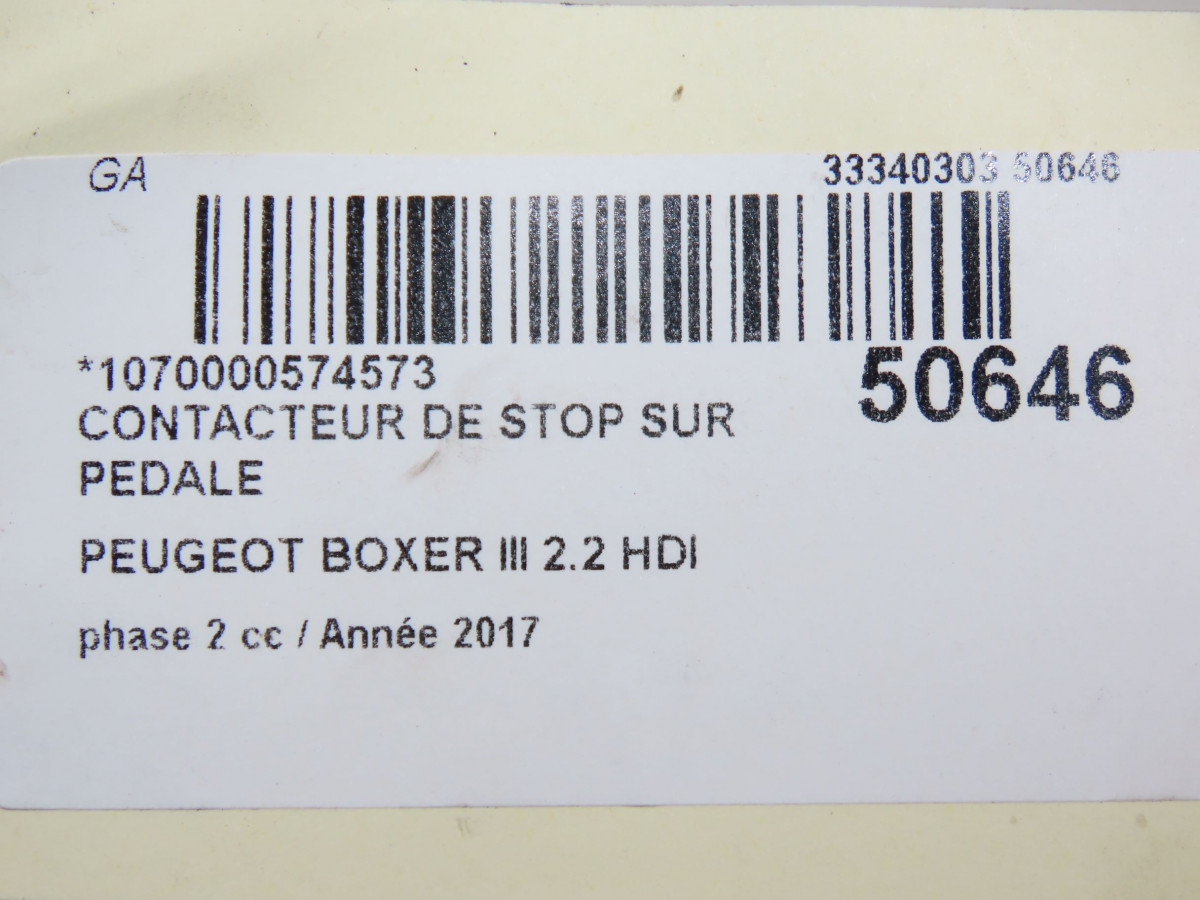 GA
33340303 50646
*1070000574573
50646
CONTACTEUR DE STOP SUR
PEDALE
PEUGEOT BOXER III 2.2 HDI
phase 2 cc / Année 2017